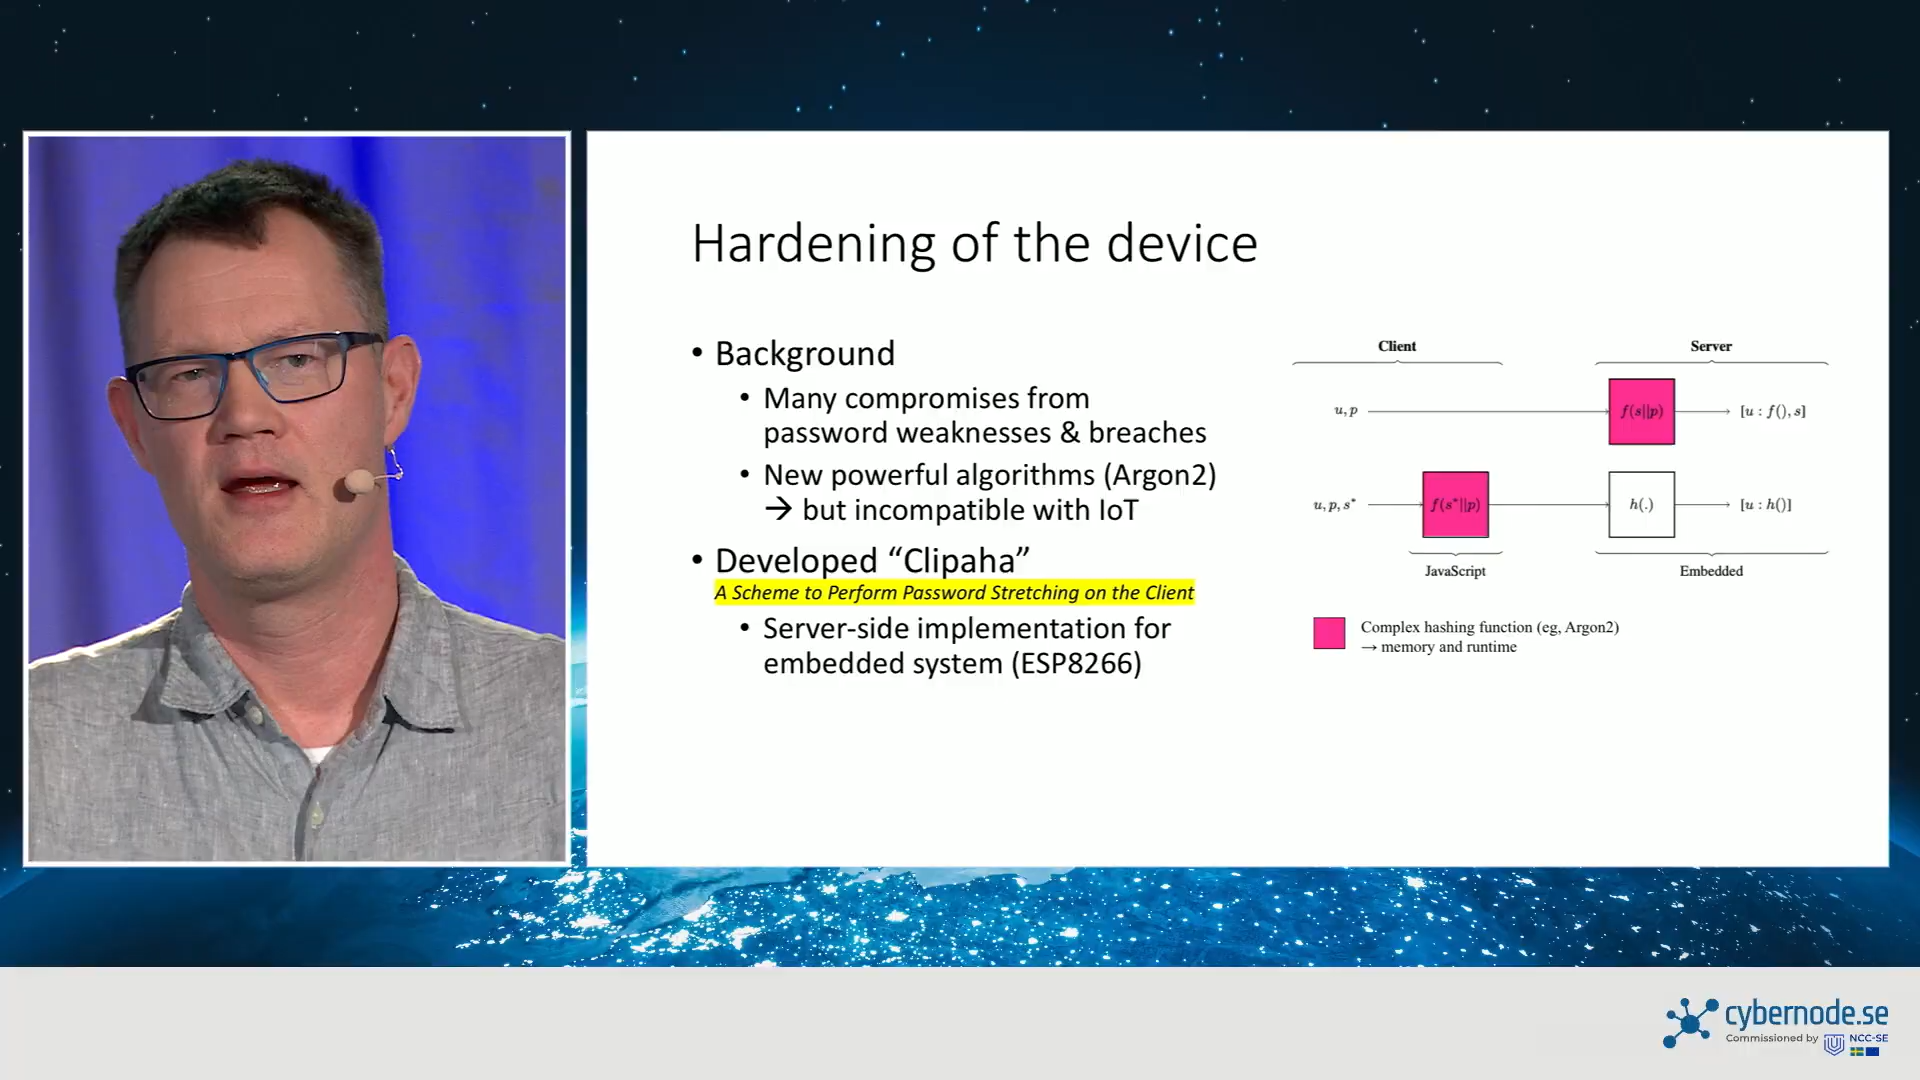 Hardening of the device
• Background
• Many compromises from
password weaknesses & breaches
• New powerful algorithms (Argon2)
→ but incompatible with IoT
• Developed “Clipaha”
A Scheme to Perform Password Stretching on the Client
• Server-side implementation for
embedded system (ESP8266)
Client Server
u, p f(s||p) [u : f(), s]
u, p, s* f(s*||p) h(.) [u : h()]
JavaScript Embedded
Complex hashing function (eg, Argon2)
→ memory and runtime
cybernode.se
Commissioned by NCC-SE